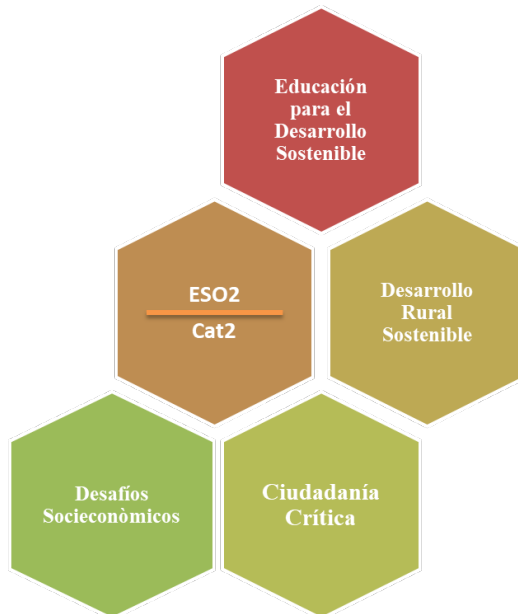 Educación
para el
Desarrollo
Sostenible
ESO2
Cat2
Desarrollo
Rural
Sostenible
Desafíos
Socieconòmicos
Ciudadanía
Crítica